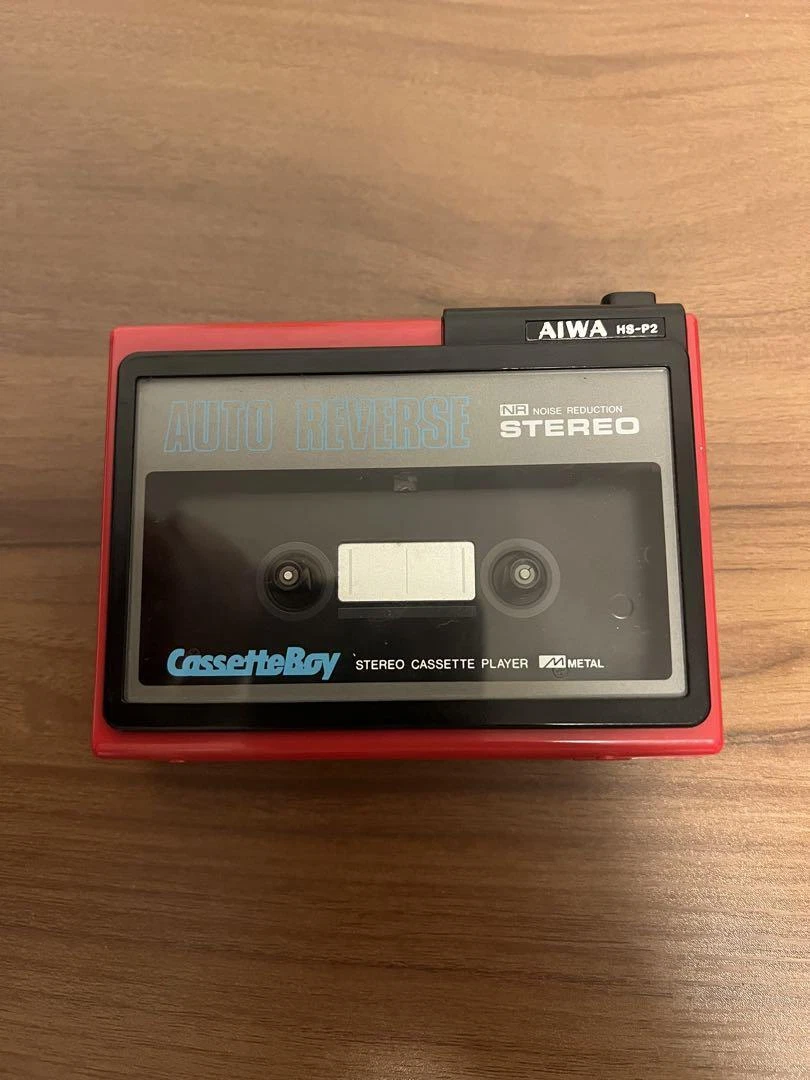 AIWA HS-P2
AUTO REVERSE
NR NOISE REDUCTION
STEREO
CassetteBoy STEREO CASSETTE PLAYER METAL